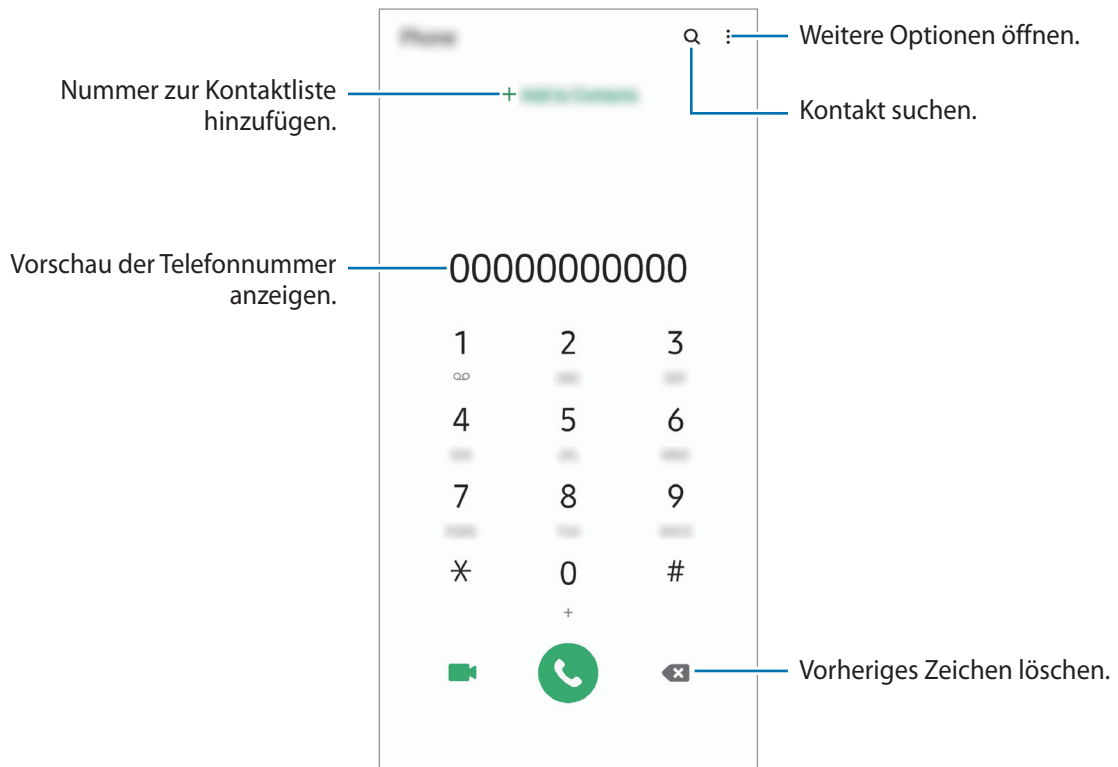 Weitere Optionen öffnen.
Nummer zur Kontaktliste
hinzufügen.
Kontakt suchen.
Vorschau der Telefonnummer
anzeigen.
00000000000
1 2 3
4 5 6
7 8 9
* 0 #
+
Vorheriges Zeichen löschen.